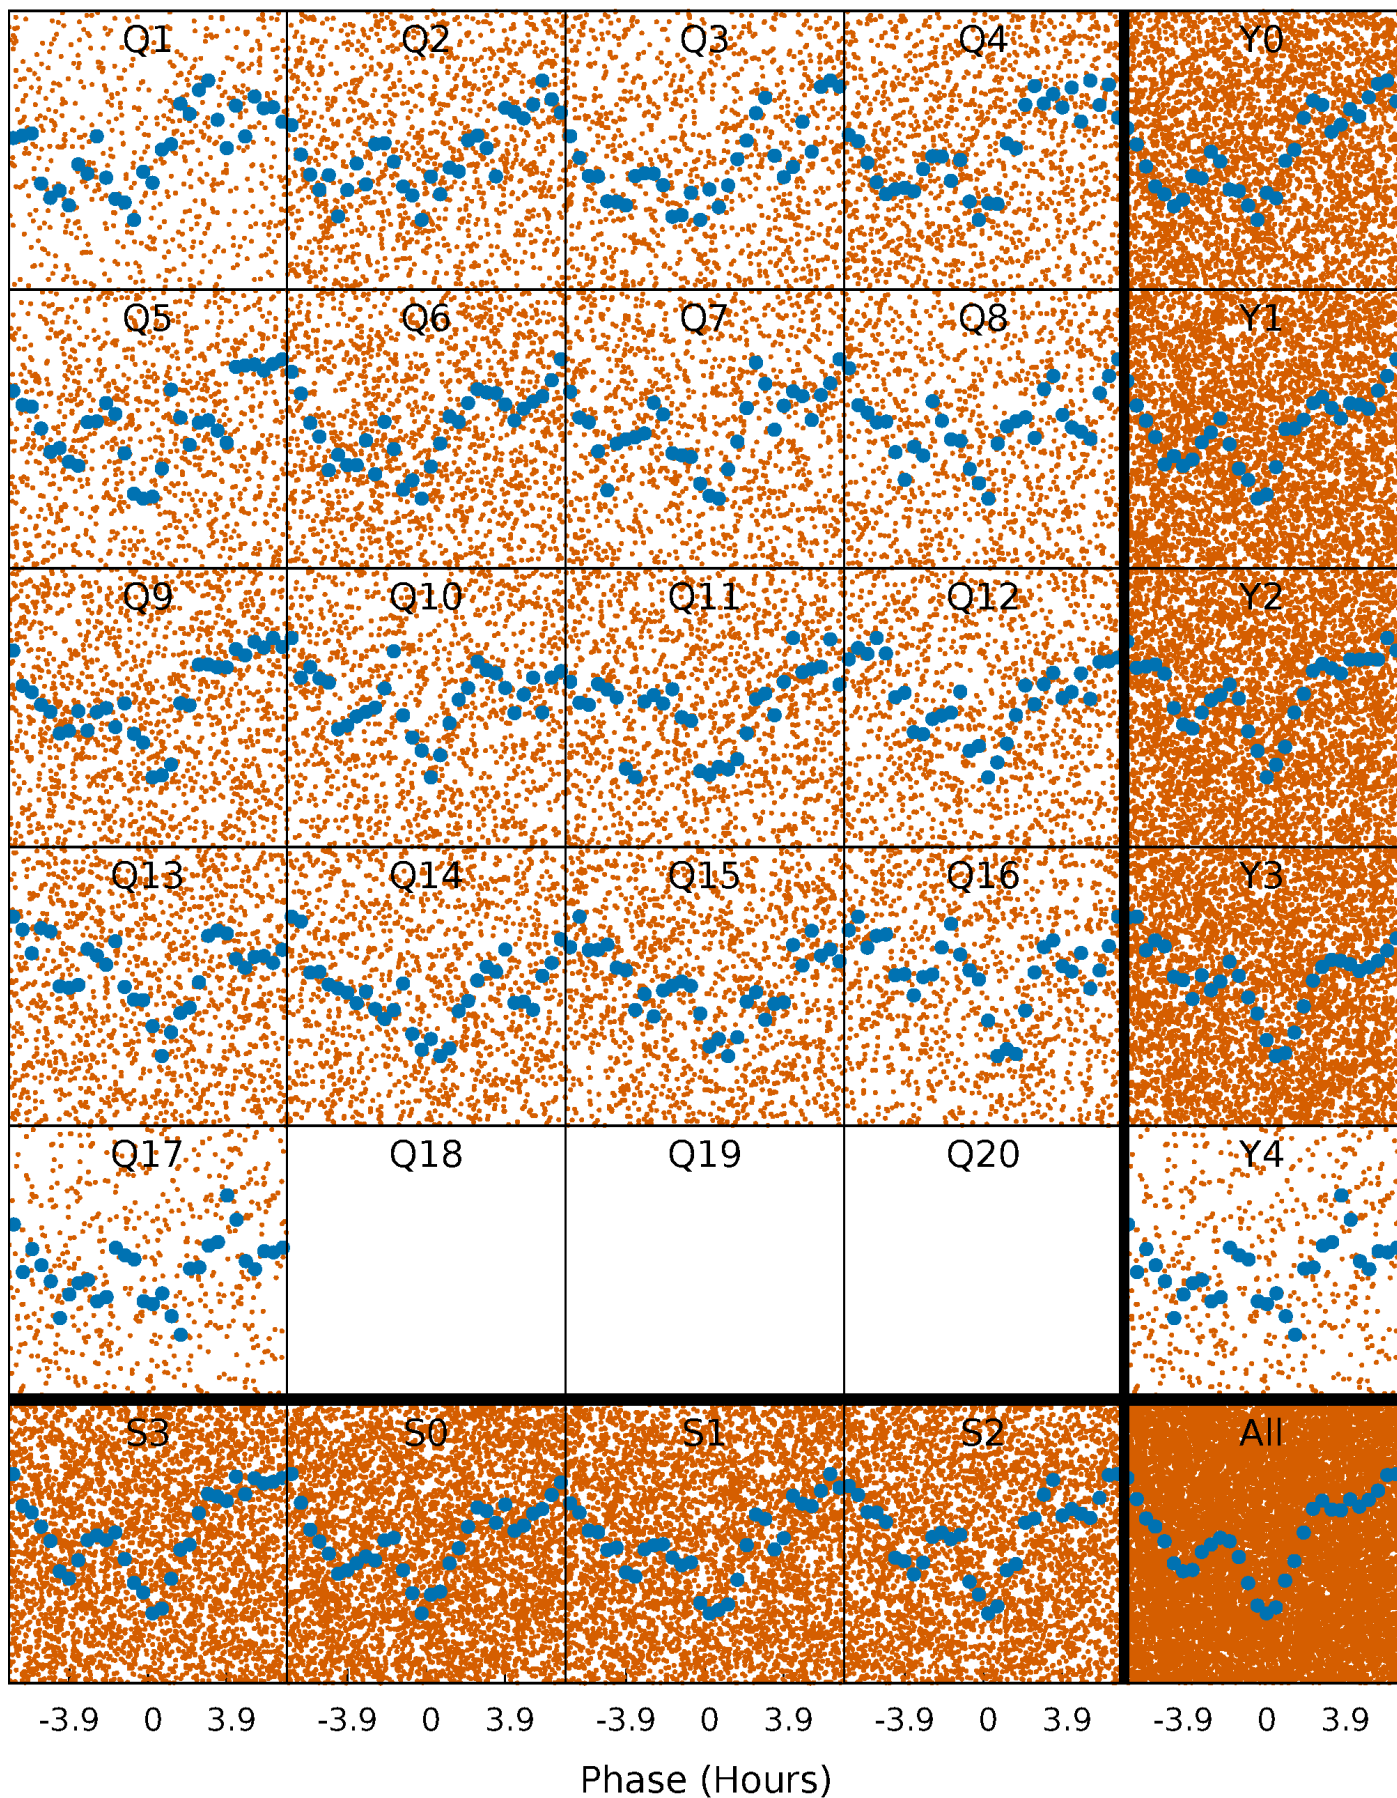 Q1 Q2 Q3 Q4 Y0
Q5 Q6 Q7 Q8 Y1
Q9 Q10 Q11 Q12 Y2
Q13 Q14 Q15 Q16 Y3
Q17 Q18 Q19 Q20 Y4
S3 S0 S1 S2 All
-3.9 0 3.9 -3.9 0 3.9 -3.9 0 3.9 -3.9 0 3.9 -3.9 0 3.9
Phase (Hours)